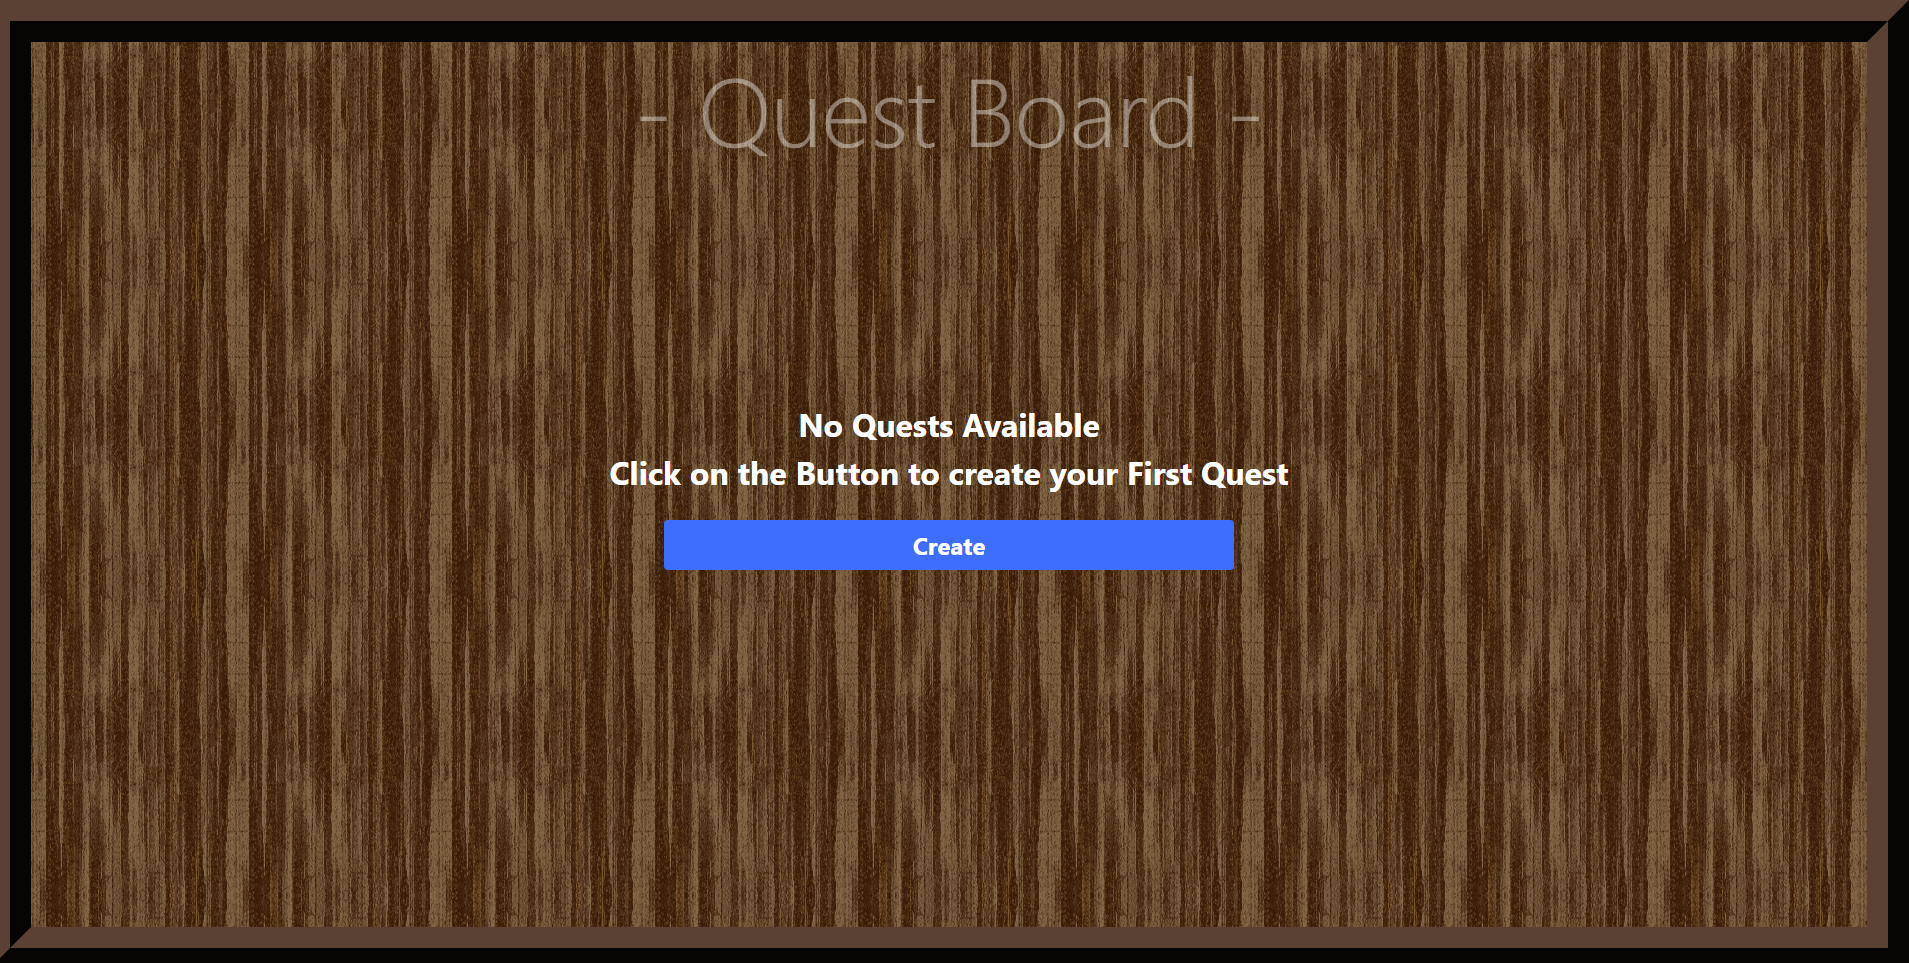 - Quest Board -
No Quests Available
Click on the Button to create your First Quest
Create